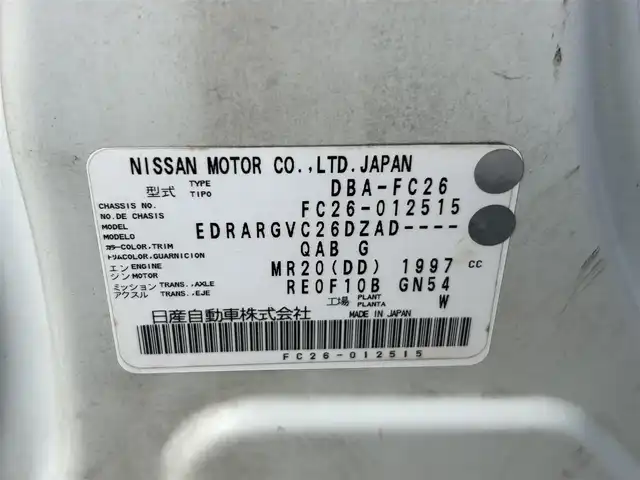 NISSAN MOTOR CO.,LTD.JAPAN
型式 TYPE TIPO DBA-FC26
CHASSIS NO. NO.DE CHASIS FC26-012515
MODEL MODELO EDRARGVC26DZAD----
カラー COLOR,TRIM トリム COLOR,GUARNICION QAB G
エンジン ENGINE MOTOR MR20(DD) 1997 CC
ミッション TRANS.,AXLE アクスル TRANS.,EJE RE0F10B GN54
工場 PLANT PLANTA W
日産自動車株式会社 MADE IN JAPAN
FC26-012515